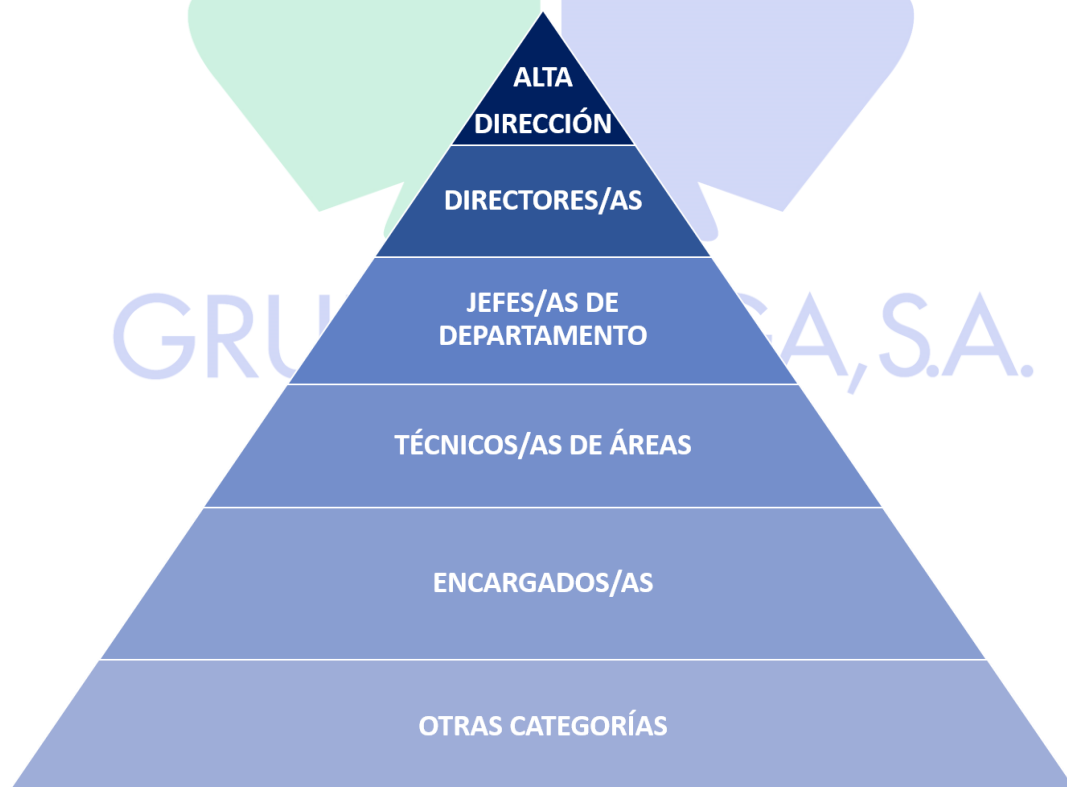 ALTA
DIRECCIÓN
DIRECTORES/AS
JEFES/AS DE
DEPARTAMENTO
S.A.
TÉCNICOS/AS DE ÁREAS
ENCARGADOS/AS
OTRAS CATEGORÍAS